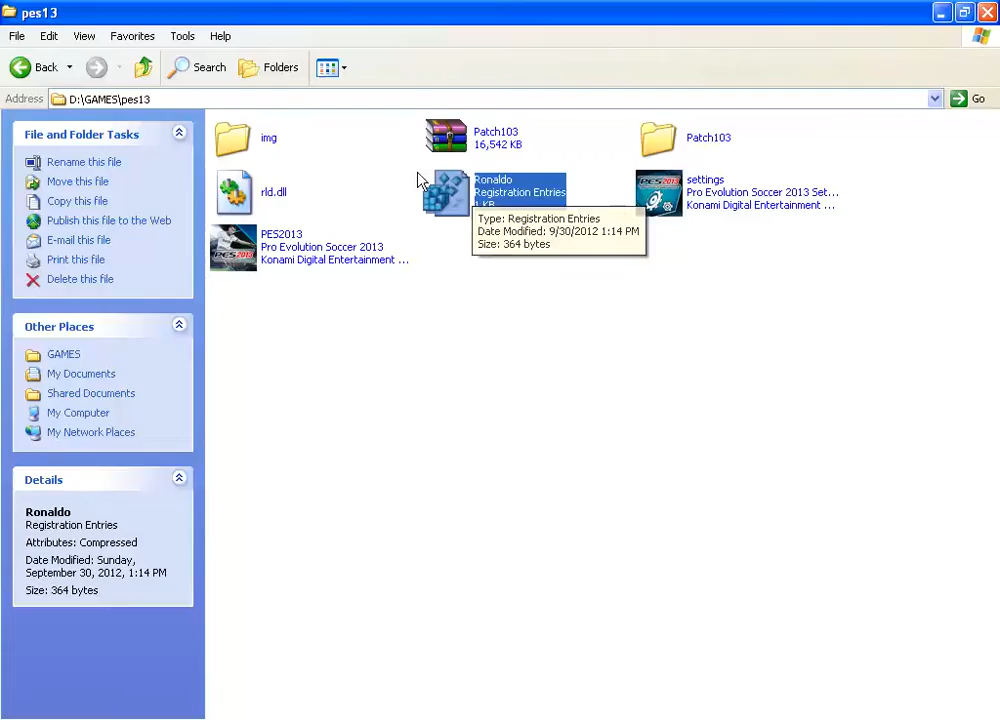 pes13
File Edit View Favorites Tools Help
Back Search Folders
Address D:\GAMES\pes13 Go
File and Folder Tasks
Rename this file
Move this file
Copy this file
Publish this file to the Web
E-mail this file
Print this file
Delete this file
Other Places
GAMES
My Documents
Shared Documents
My Computer
My Network Places
Details
Ronaldo
Registration Entries
Attributes: Compressed
Date Modified: Sunday,
September 30, 2012, 1:14 PM
Size: 364 bytes
img
Patch103
16,542 KB
Patch103
rld.dll
Ronaldo
Registration Entries
1 KB
settings
Pro Evolution Soccer 2013 Set...
Konami Digital Entertainment ...
PES2013
Pro Evolution Soccer 2013
Konami Digital Entertainment ...
Type: Registration Entries
Date Modified: 9/30/2012 1:14 PM
Size: 364 bytes